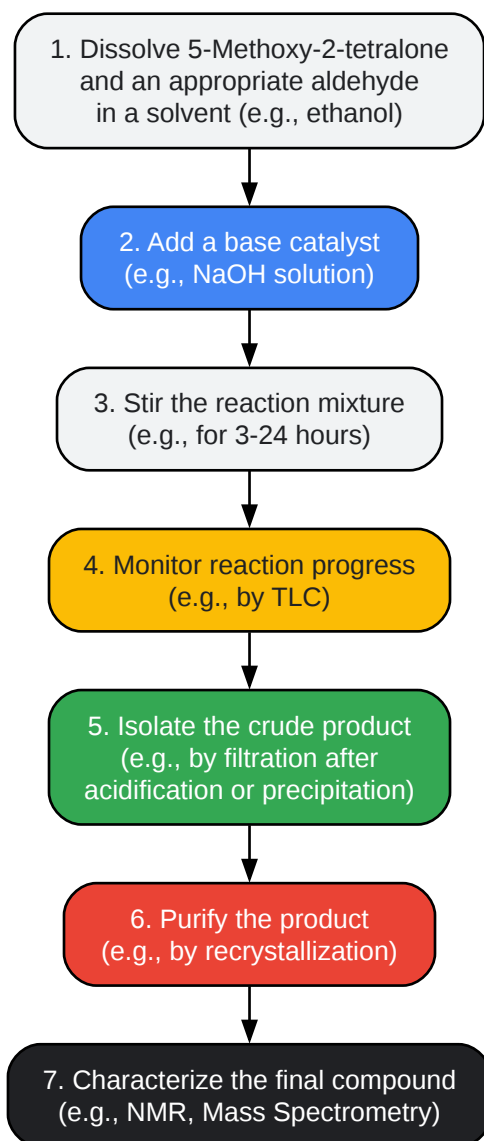 1. Dissolve 5-Methoxy-2-tetralone
and an appropriate aldehyde
in a solvent (e.g., ethanol)
2. Add a base catalyst
(e.g., NaOH solution)
3. Stir the reaction mixture
(e.g., for 3-24 hours)
4. Monitor reaction progress
(e.g., by TLC)
5. Isolate the crude product
(e.g., by filtration after
acidification or precipitation)
6. Purify the product
(e.g., by recrystallization)
7. Characterize the final compound
(e.g., NMR, Mass Spectrometry)